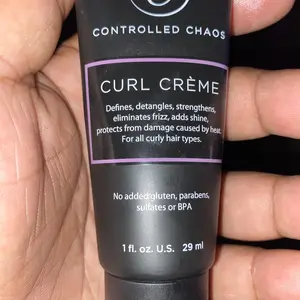 CONTROLLED CHAOS
CURL CRÈME
Defines, detangles, strengthens,
eliminates frizz, adds shine,
protects from damage caused by heat.
For all curly hair types.
No added gluten, parabens,
sulfates or BPA
1 fl. oz. U.S. 29 ml